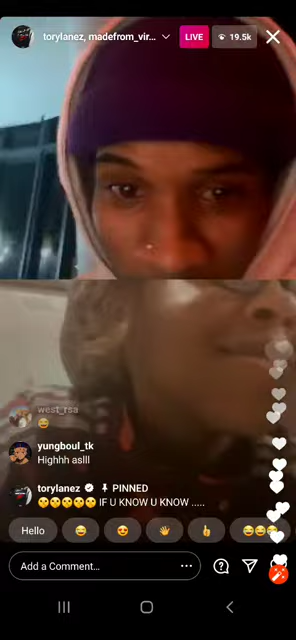 torylanez, madefrom_vir...
LIVE
19.5k
west_rsa
yungboul_tk
Highhh aslll
torylanez PINNED
IF U KNOW U KNOW .....
Hello
Add a Comment...